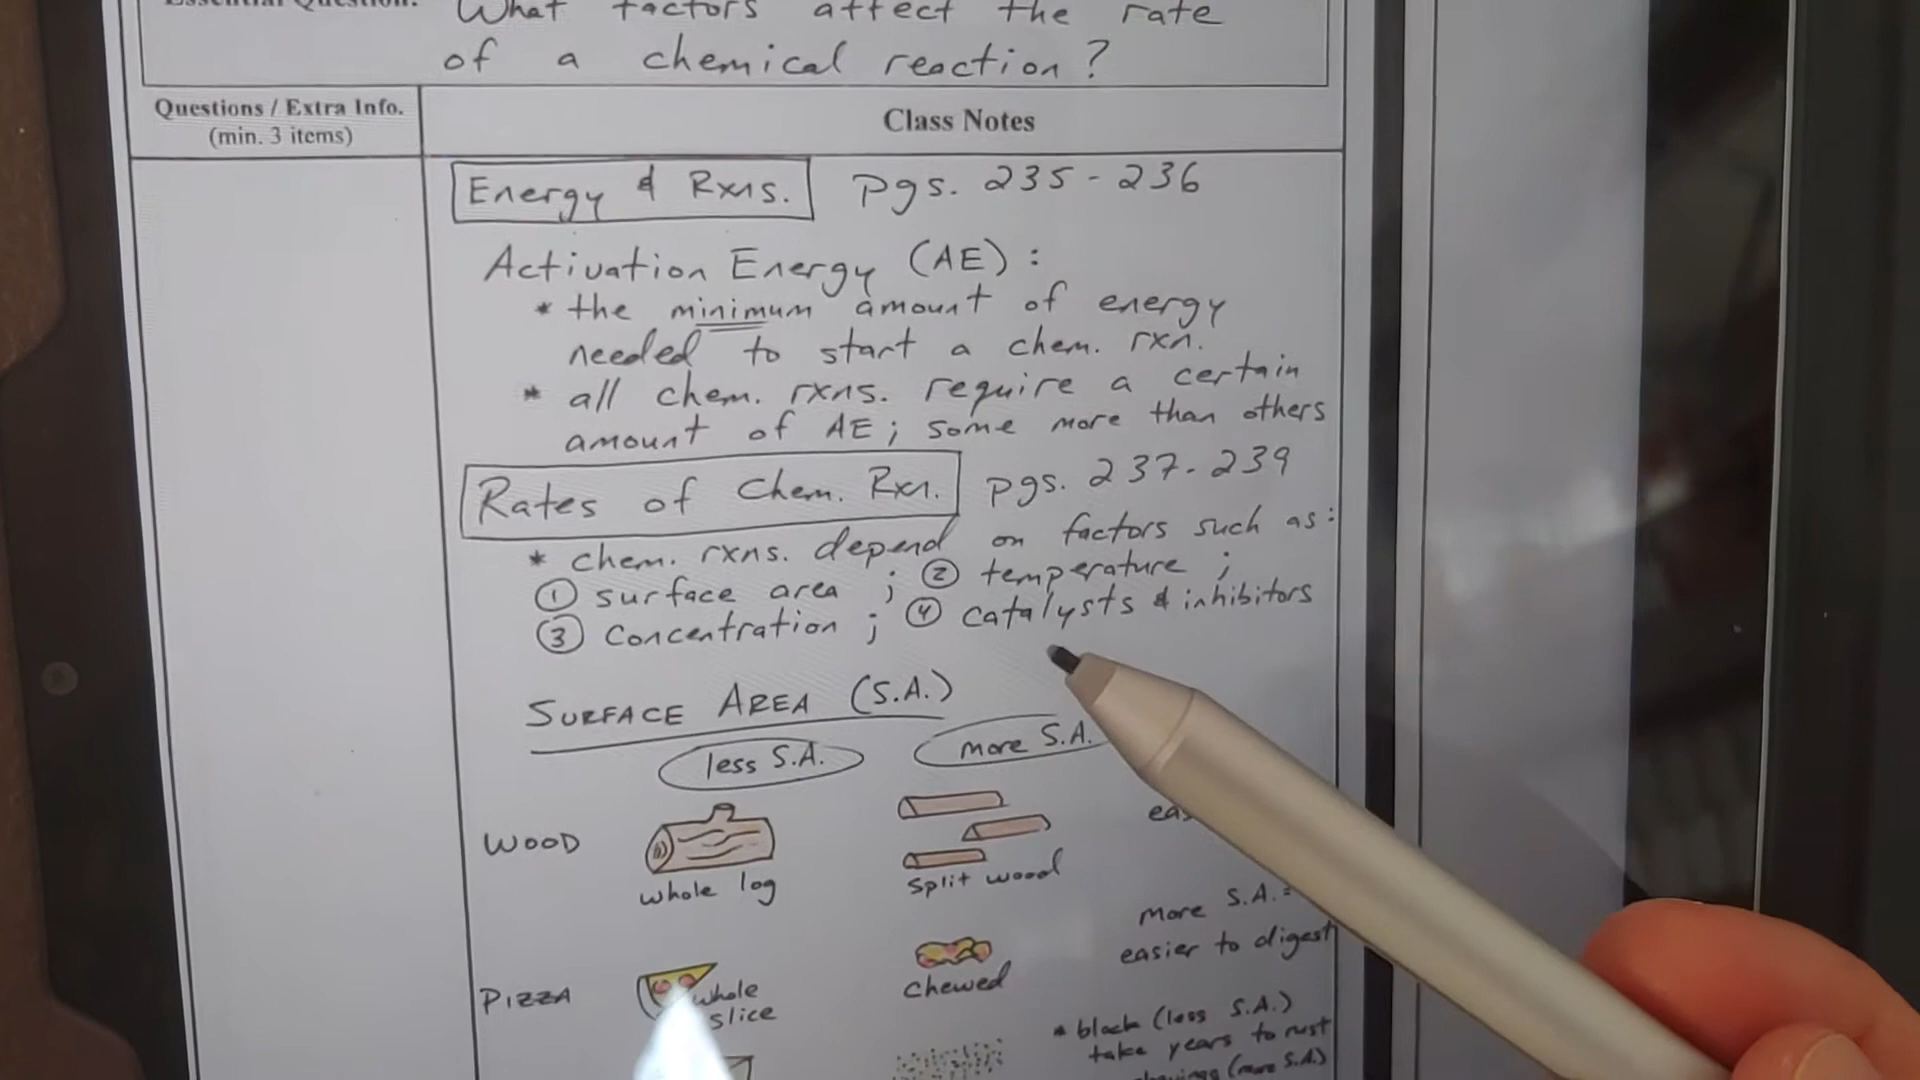 Essential Question:
What factors affect the rate
of a chemical reaction?
Questions / Extra Info.
(min. 3 items)
Class Notes
Energy & Rxns. pgs. 235-236
Activation Energy (AE):
* the minimum amount of energy
needed to start a chem. rxn.
* all chem. rxns. require a certain
amount of AE; some more than others
Rates of Chem. Rxn. pgs. 237-239
* chem. rxns. depend on factors such as:
① surface area ; ② temperature ;
③ concentration ; ④ catalysts & inhibitors
SURFACE AREA (S.A.)
less S.A. more S.A.
WOOD
whole log split wood
more S.A. =
easier to digest
PIZZA whole
slice
chewed
* block (less S.A.)
take years to rust
(more S.A.)